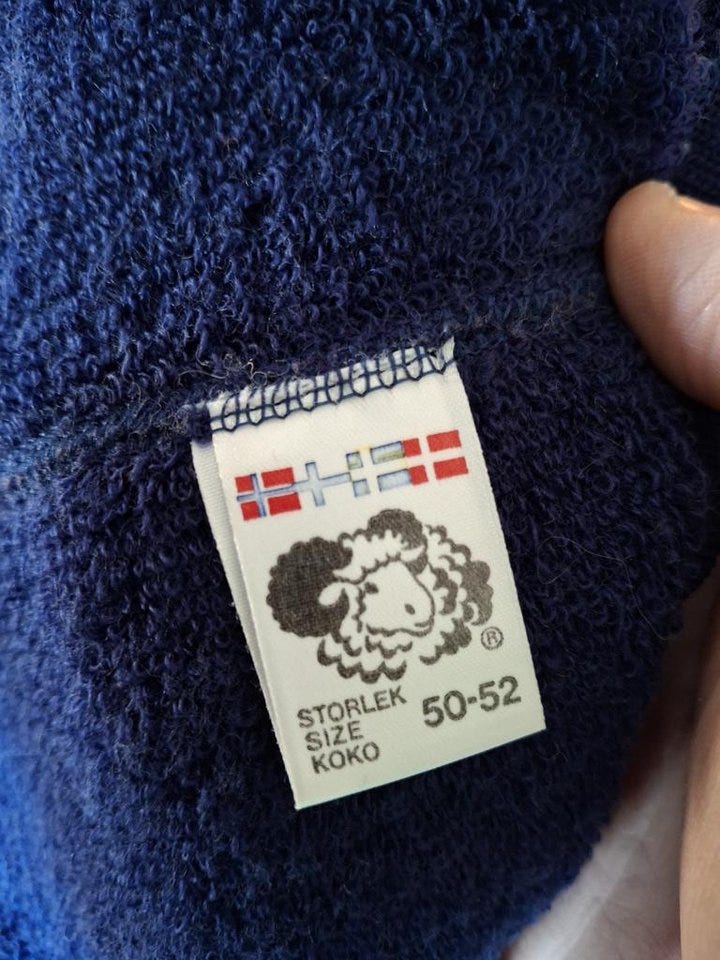 ®
STORLEK
SIZE 50-52
KOKO